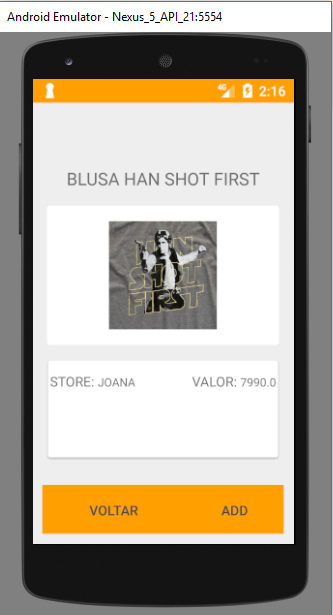 Android Emulator - Nexus_5_API_21:5554
4G 2:16
BLUSA HAN SHOT FIRST
HAN
SHOT
FIRST
STORE: JOANA VALOR: 7990.0
VOLTAR ADD